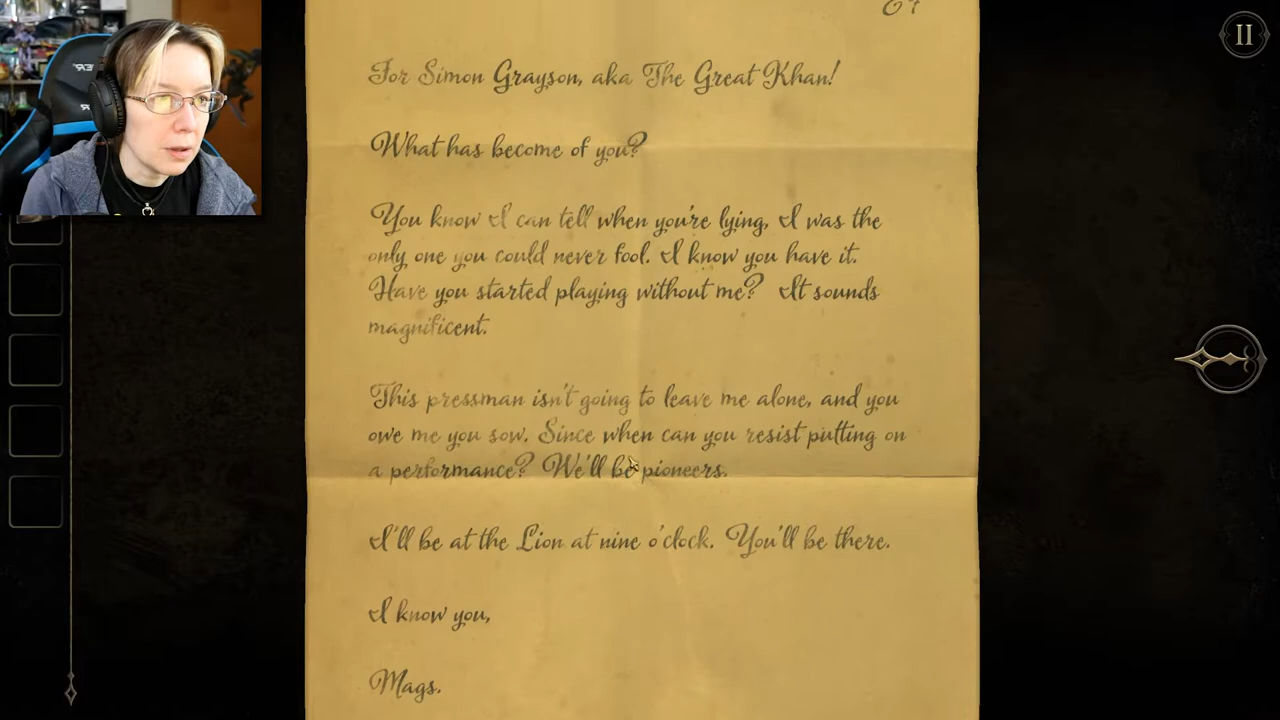 For Simon Grayson, aka The Great Khan!
What has become of you?
You know I can tell when you're lying, I was the
only one you could never fool. I know you have it.
Have you started playing without me? It sounds
magnificent.
This pressman isn't going to leave me alone, and you
owe me you sow. Since when can you resist putting on
a performance? We'll be pioneers.
I'll be at the Lion at nine o'clock. You'll be there.
I know you,
Mags.